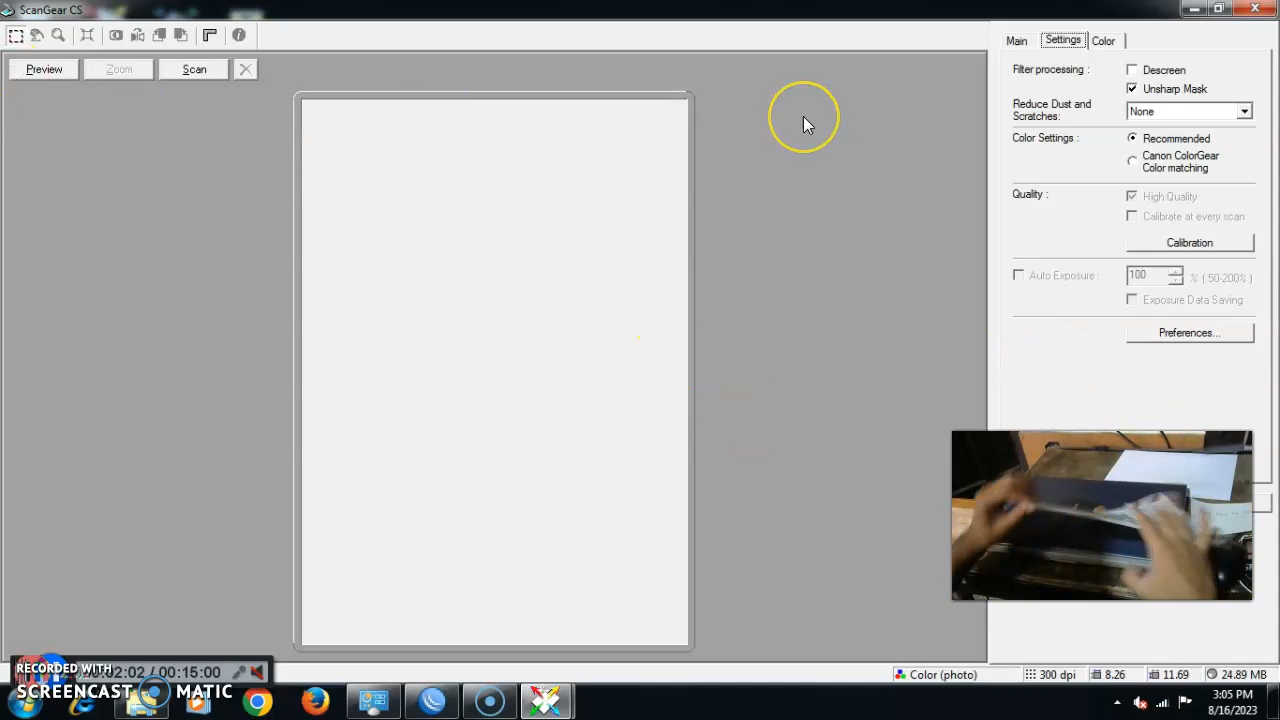 ScanGear CS
Preview
Zoom
Scan
Main
Settings
Color
Filter processing :
Descreen
Unsharp Mask
Reduce Dust and
Scratches:
None
Color Settings :
Recommended
Canon ColorGear
Color matching
Quality :
High Quality
Calibrate at every scan
Calibration
Auto Exposure :
100
% ( 50-200% )
Exposure Data Saving
Preferences...
Color (photo)
300 dpi
8.26
11.69
24.89 MB
RECORDED WITH
:02:02 / 00:15:00
SCREENCAST MATIC
3:05 PM
8/16/2023